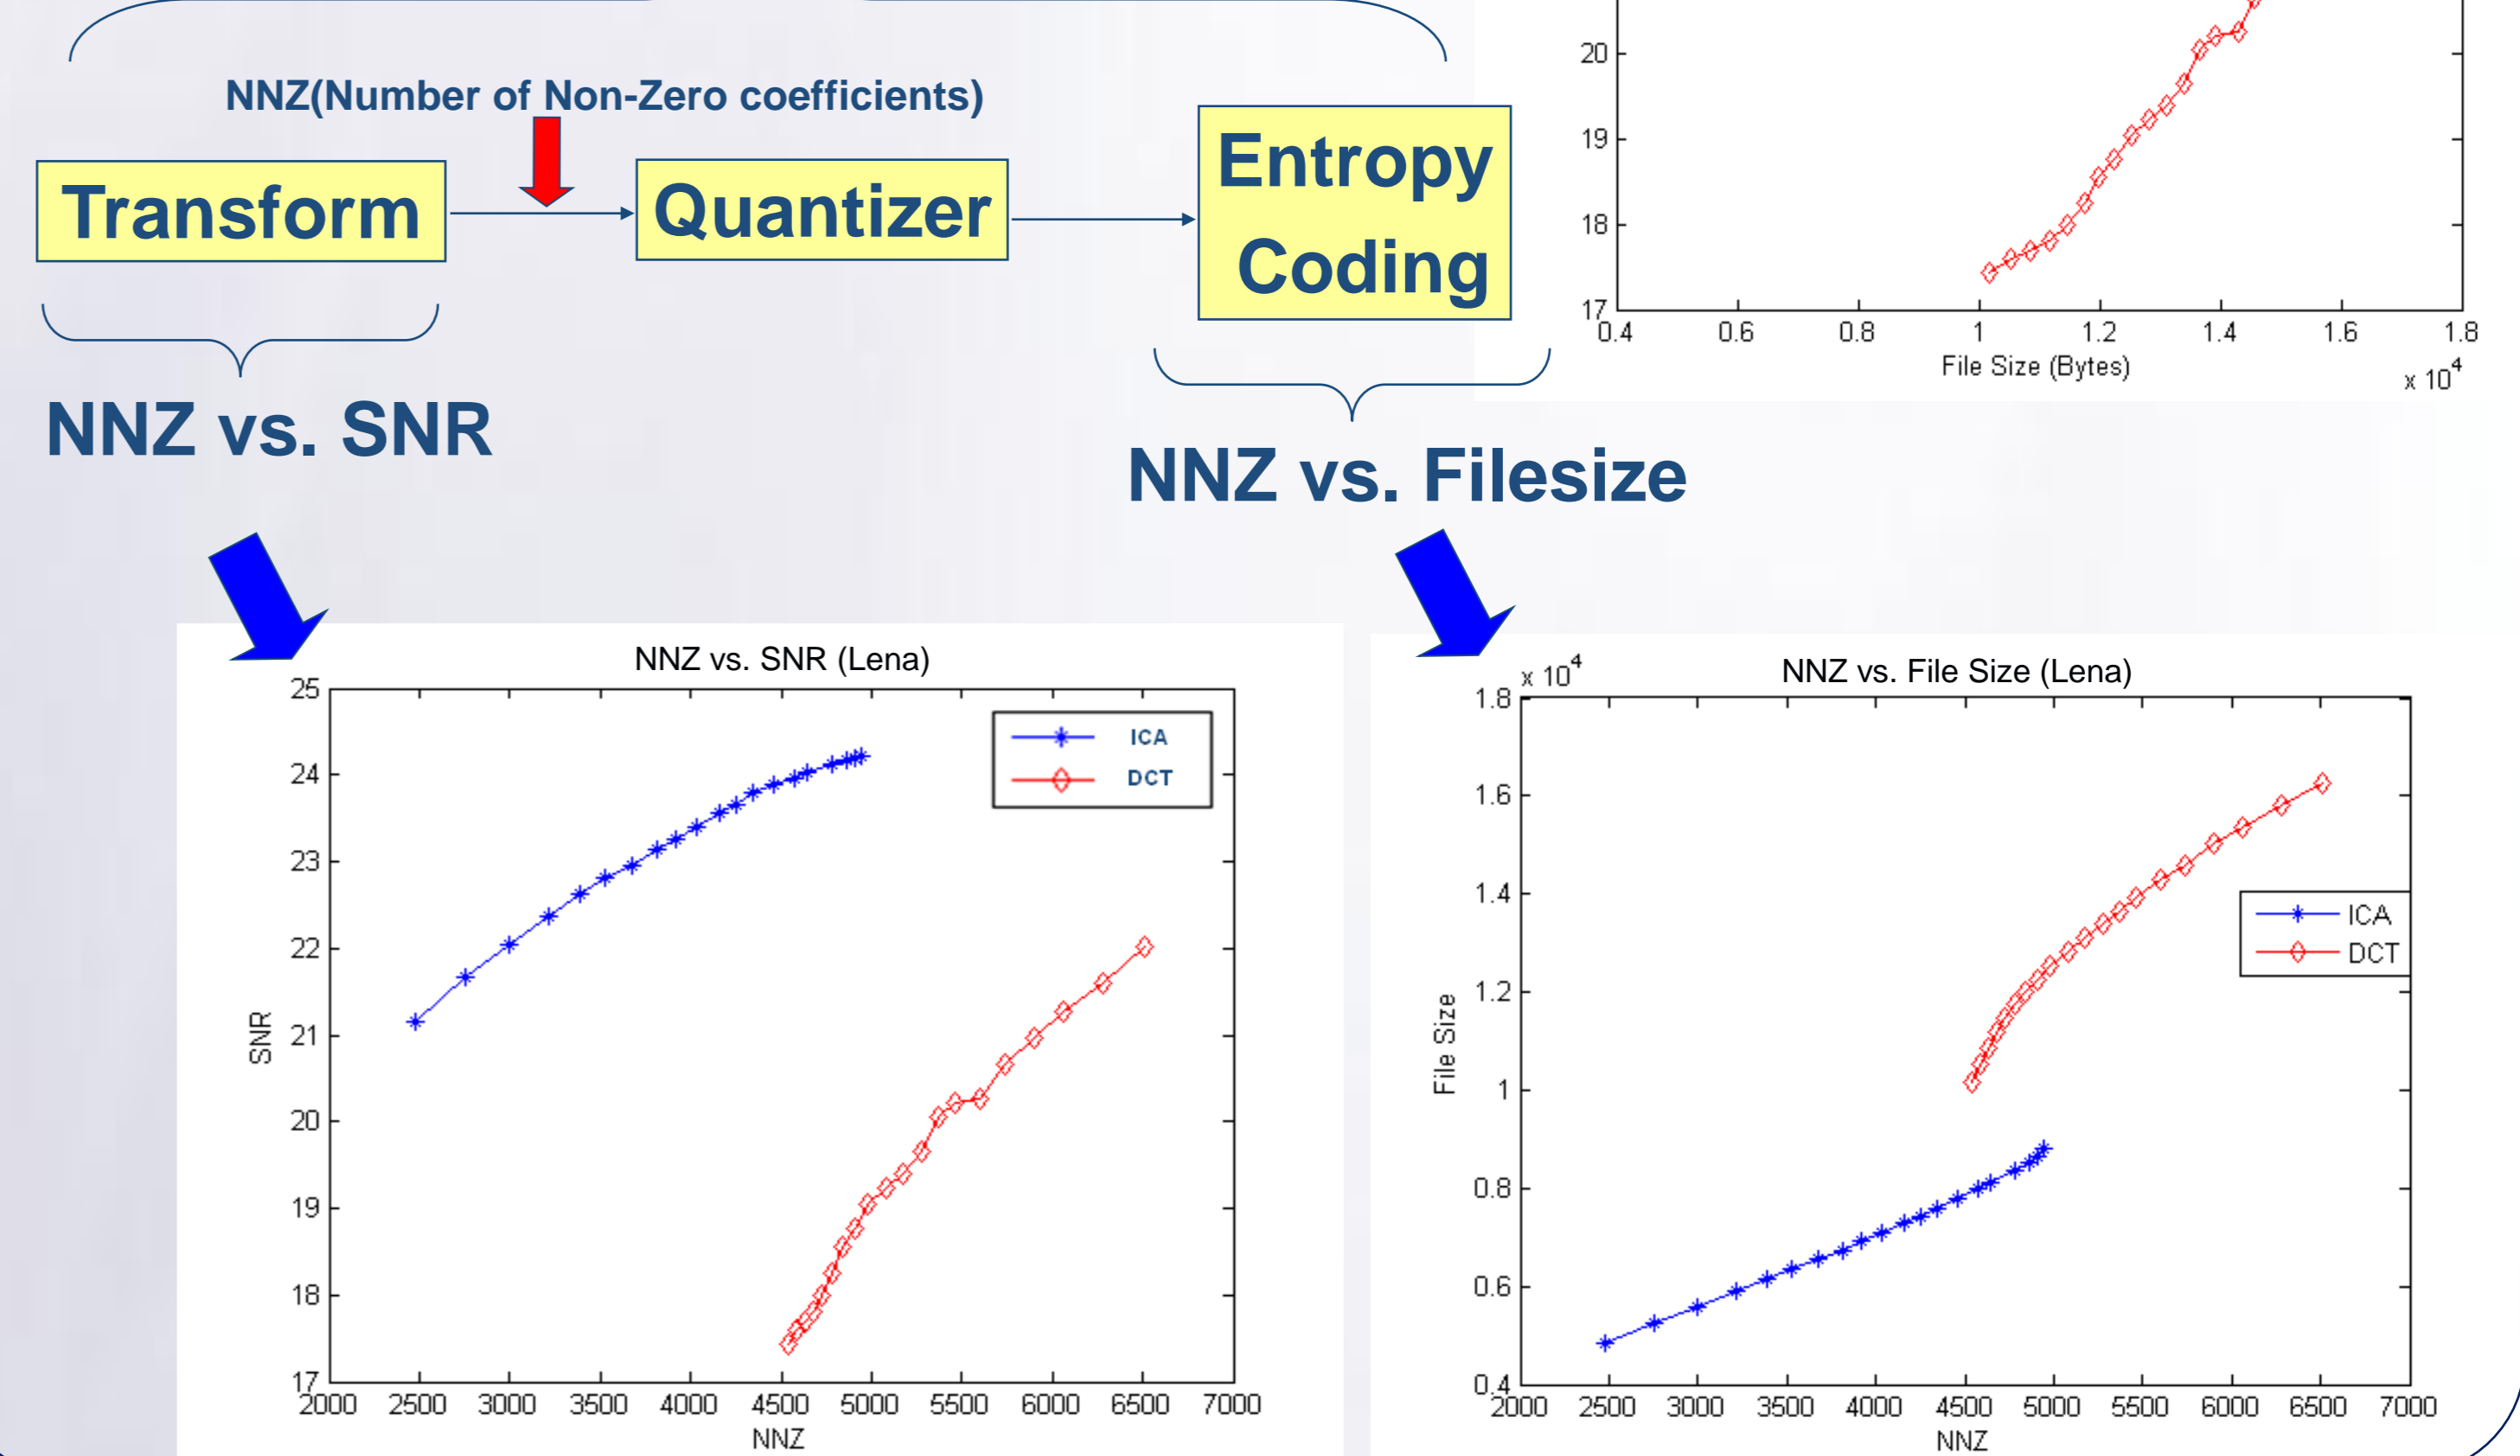 NNZ(Number of Non-Zero coefficients)
Transform
Quantizer
Entropy
Coding
NNZ vs. SNR
NNZ vs. Filesize
20
19
18
17
0.4 0.6 0.8 1 1.2 1.4 1.6 1.8
File Size (Bytes)
x 10^4
NNZ vs. SNR (Lena)
25
24
23
22
21
20
19
18
17
SNR
ICA
DCT
2000 2500 3000 3500 4000 4500 5000 5500 6000 6500 7000
NNZ
x 10^4
NNZ vs. File Size (Lena)
1.8
1.6
1.4
1.2
1
0.8
0.6
0.4
File Size
ICA
DCT
2000 2500 3000 3500 4000 4500 5000 5500 6000 6500 7000
NNZ